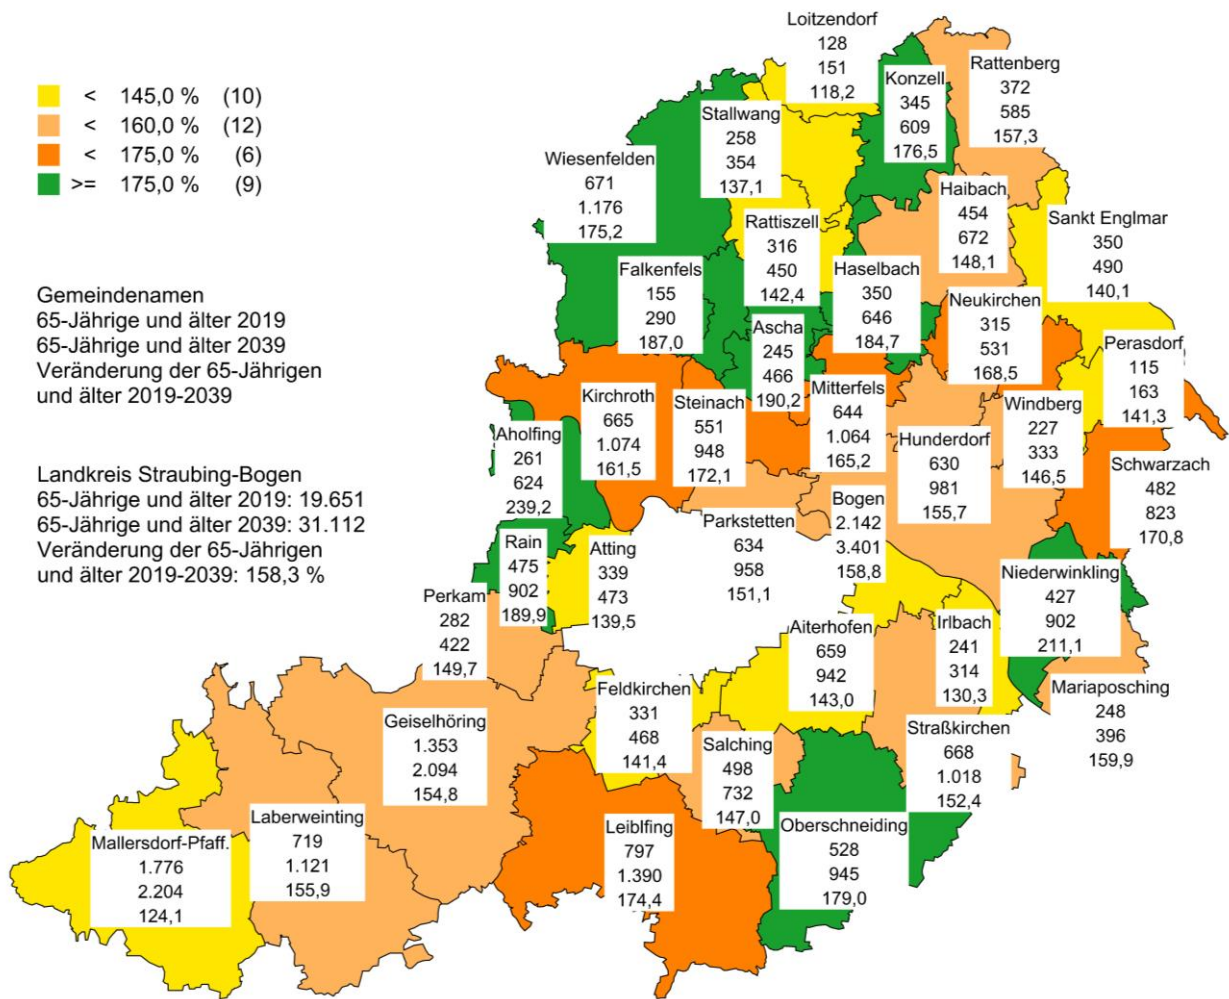 < 145,0 % (10)
< 160,0 % (12)
< 175,0 % (6)
>= 175,0 % (9)
Gemeindenamen
65-Jährige und älter 2019
65-Jährige und älter 2039
Veränderung der 65-Jährigen
und älter 2019-2039
Landkreis Straubing-Bogen
65-Jährige und älter 2019: 19.651
65-Jährige und älter 2039: 31.112
Veränderung der 65-Jährigen
und älter 2019-2039: 158,3 %
Loitzendorf
128
151
118,2
Konzell
345
609
176,5
Rattenberg
372
585
157,3
Stallwang
258
354
137,1
Wiesenfelden
671
1.176
175,2
Haibach
454
672
148,1
Sankt Englmar
350
490
140,1
Rattiszell
316
450
142,4
Falkenfels
155
290
187,0
Haselbach
350
646
184,7
Neukirchen
315
531
168,5
Ascha
245
466
190,2
Perasdorf
115
163
141,3
Kirchroth
665
1.074
161,5
Steinach
551
948
172,1
Mitterfels
644
1.064
165,2
Windberg
227
333
146,5
Aholfing
261
624
239,2
Hunderdorf
630
981
155,7
Schwarzach
482
823
170,8
Bogen
2.142
3.401
158,8
Parkstetten
634
958
151,1
Rain
475
902
189,9
Atting
339
473
139,5
Niederwinkling
427
902
211,1
Perkam
282
422
149,7
Irlbach
241
314
130,3
Aiterhofen
659
942
143,0
Mariaposching
248
396
159,9
Feldkirchen
331
468
141,4
Geiselhöring
1.353
2.094
154,8
Straßkirchen
668
1.018
152,4
Salching
498
732
147,0
Laberweinting
719
1.121
155,9
Leiblfing
797
1.390
174,4
Oberschneiding
528
945
179,0
Mallersdorf-Pfaff.
1.776
2.204
124,1